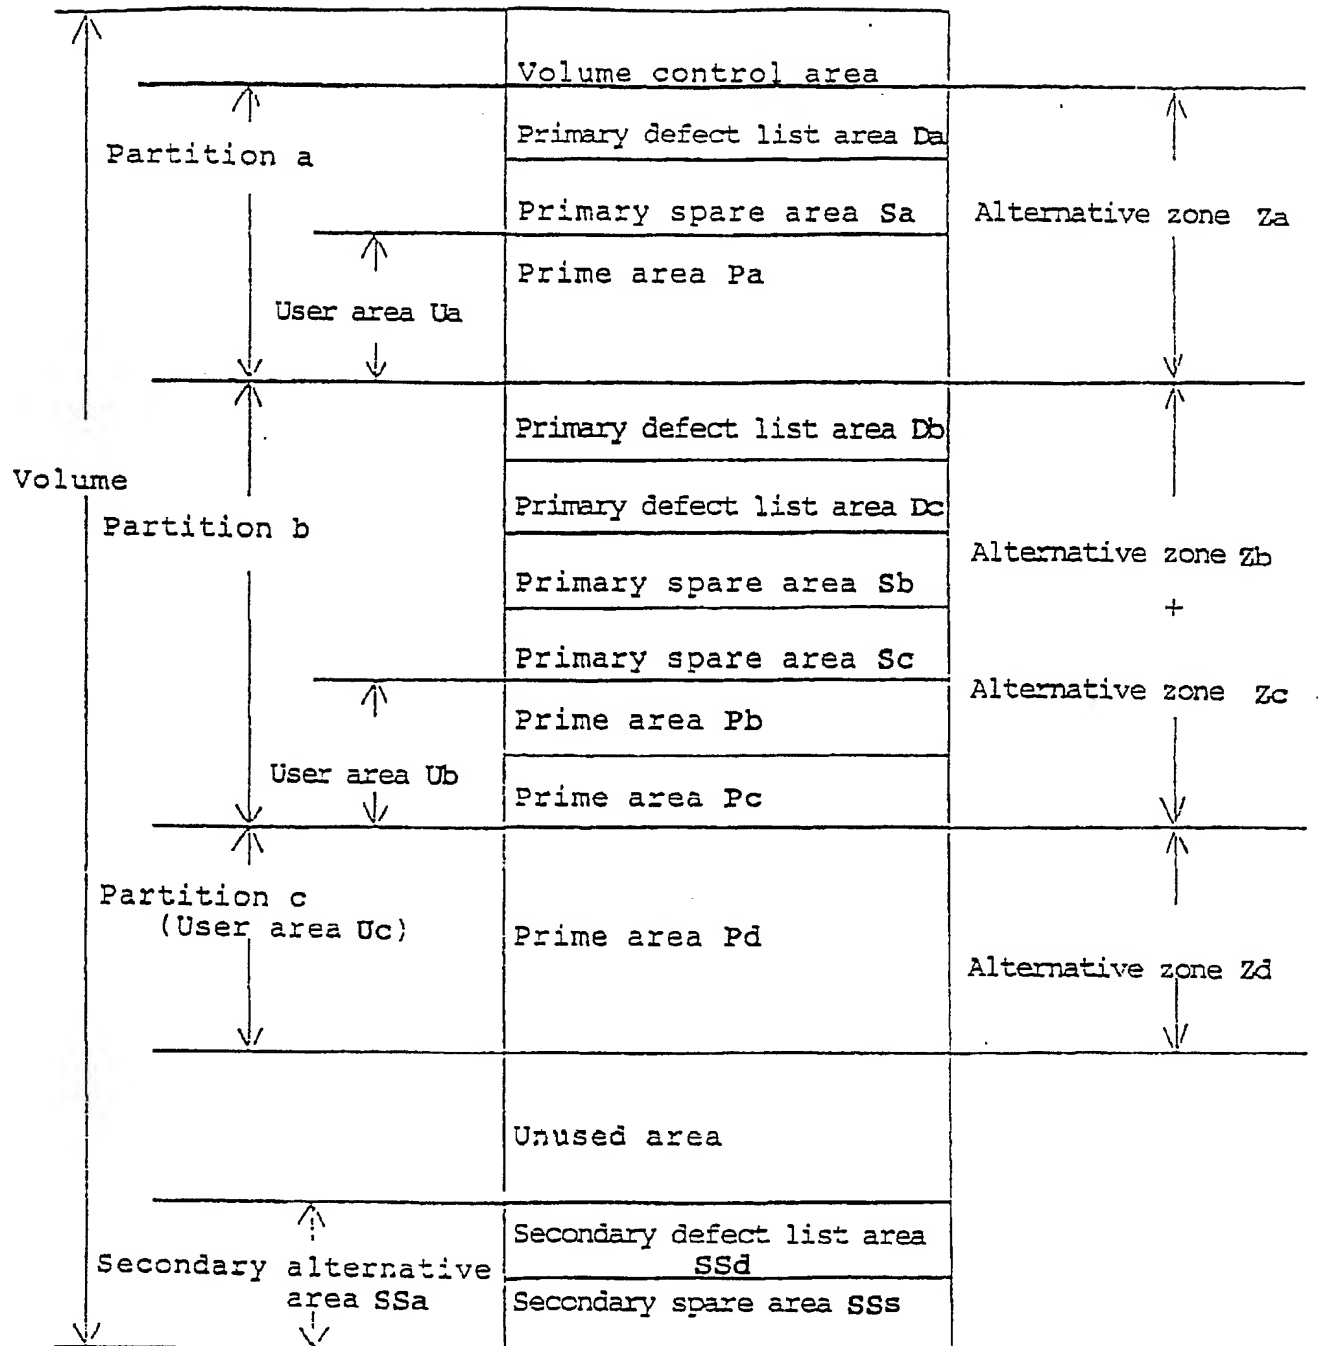 Volume control area
Primary defect list area Da
Partition a
Primary spare area Sa
Alternative zone Za
Prime area Pa
User area Ua
Primary defect list area Db
Volume
Primary defect list area Dc
Partition b
Alternative zone Zb
Primary spare area Sb
+
Primary spare area Sc
Alternative zone Zc
Prime area Pb
User area Ub
Prime area Pc
Partition c
(User area Uc)
Prime area Pd
Alternative zone Zd
Unused area
Secondary defect list area
SSd
Secondary alternative
area SSa
Secondary spare area SSs